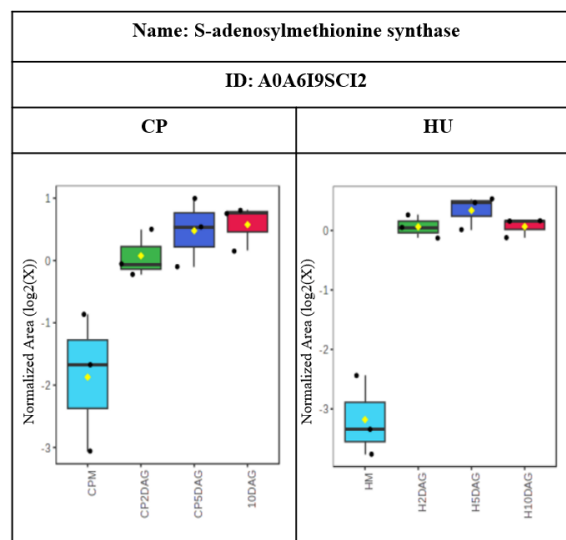 Name: S-adenosylmethionine synthase
ID: A0A6I9SCI2
CP
HU
Normalized Area (log2(X))
1
0
-1
-2
-3
CPM
CP2DAG
CP5DAG
10DAG
Normalized Area (log2(X))
0
-1
-2
-3
HM
H2DAG
H5DAG
H10DAG